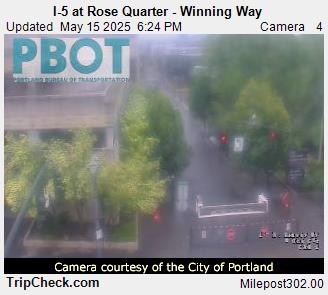 I-5 at Rose Quarter - Winning Way
Updated May 15 2025 6:24 PM Camera 4
PBOT
PORTLAND BUREAU OF TRANSPORTATION
Camera courtesy of the City of Portland
TripCheck.com Milepost302.00